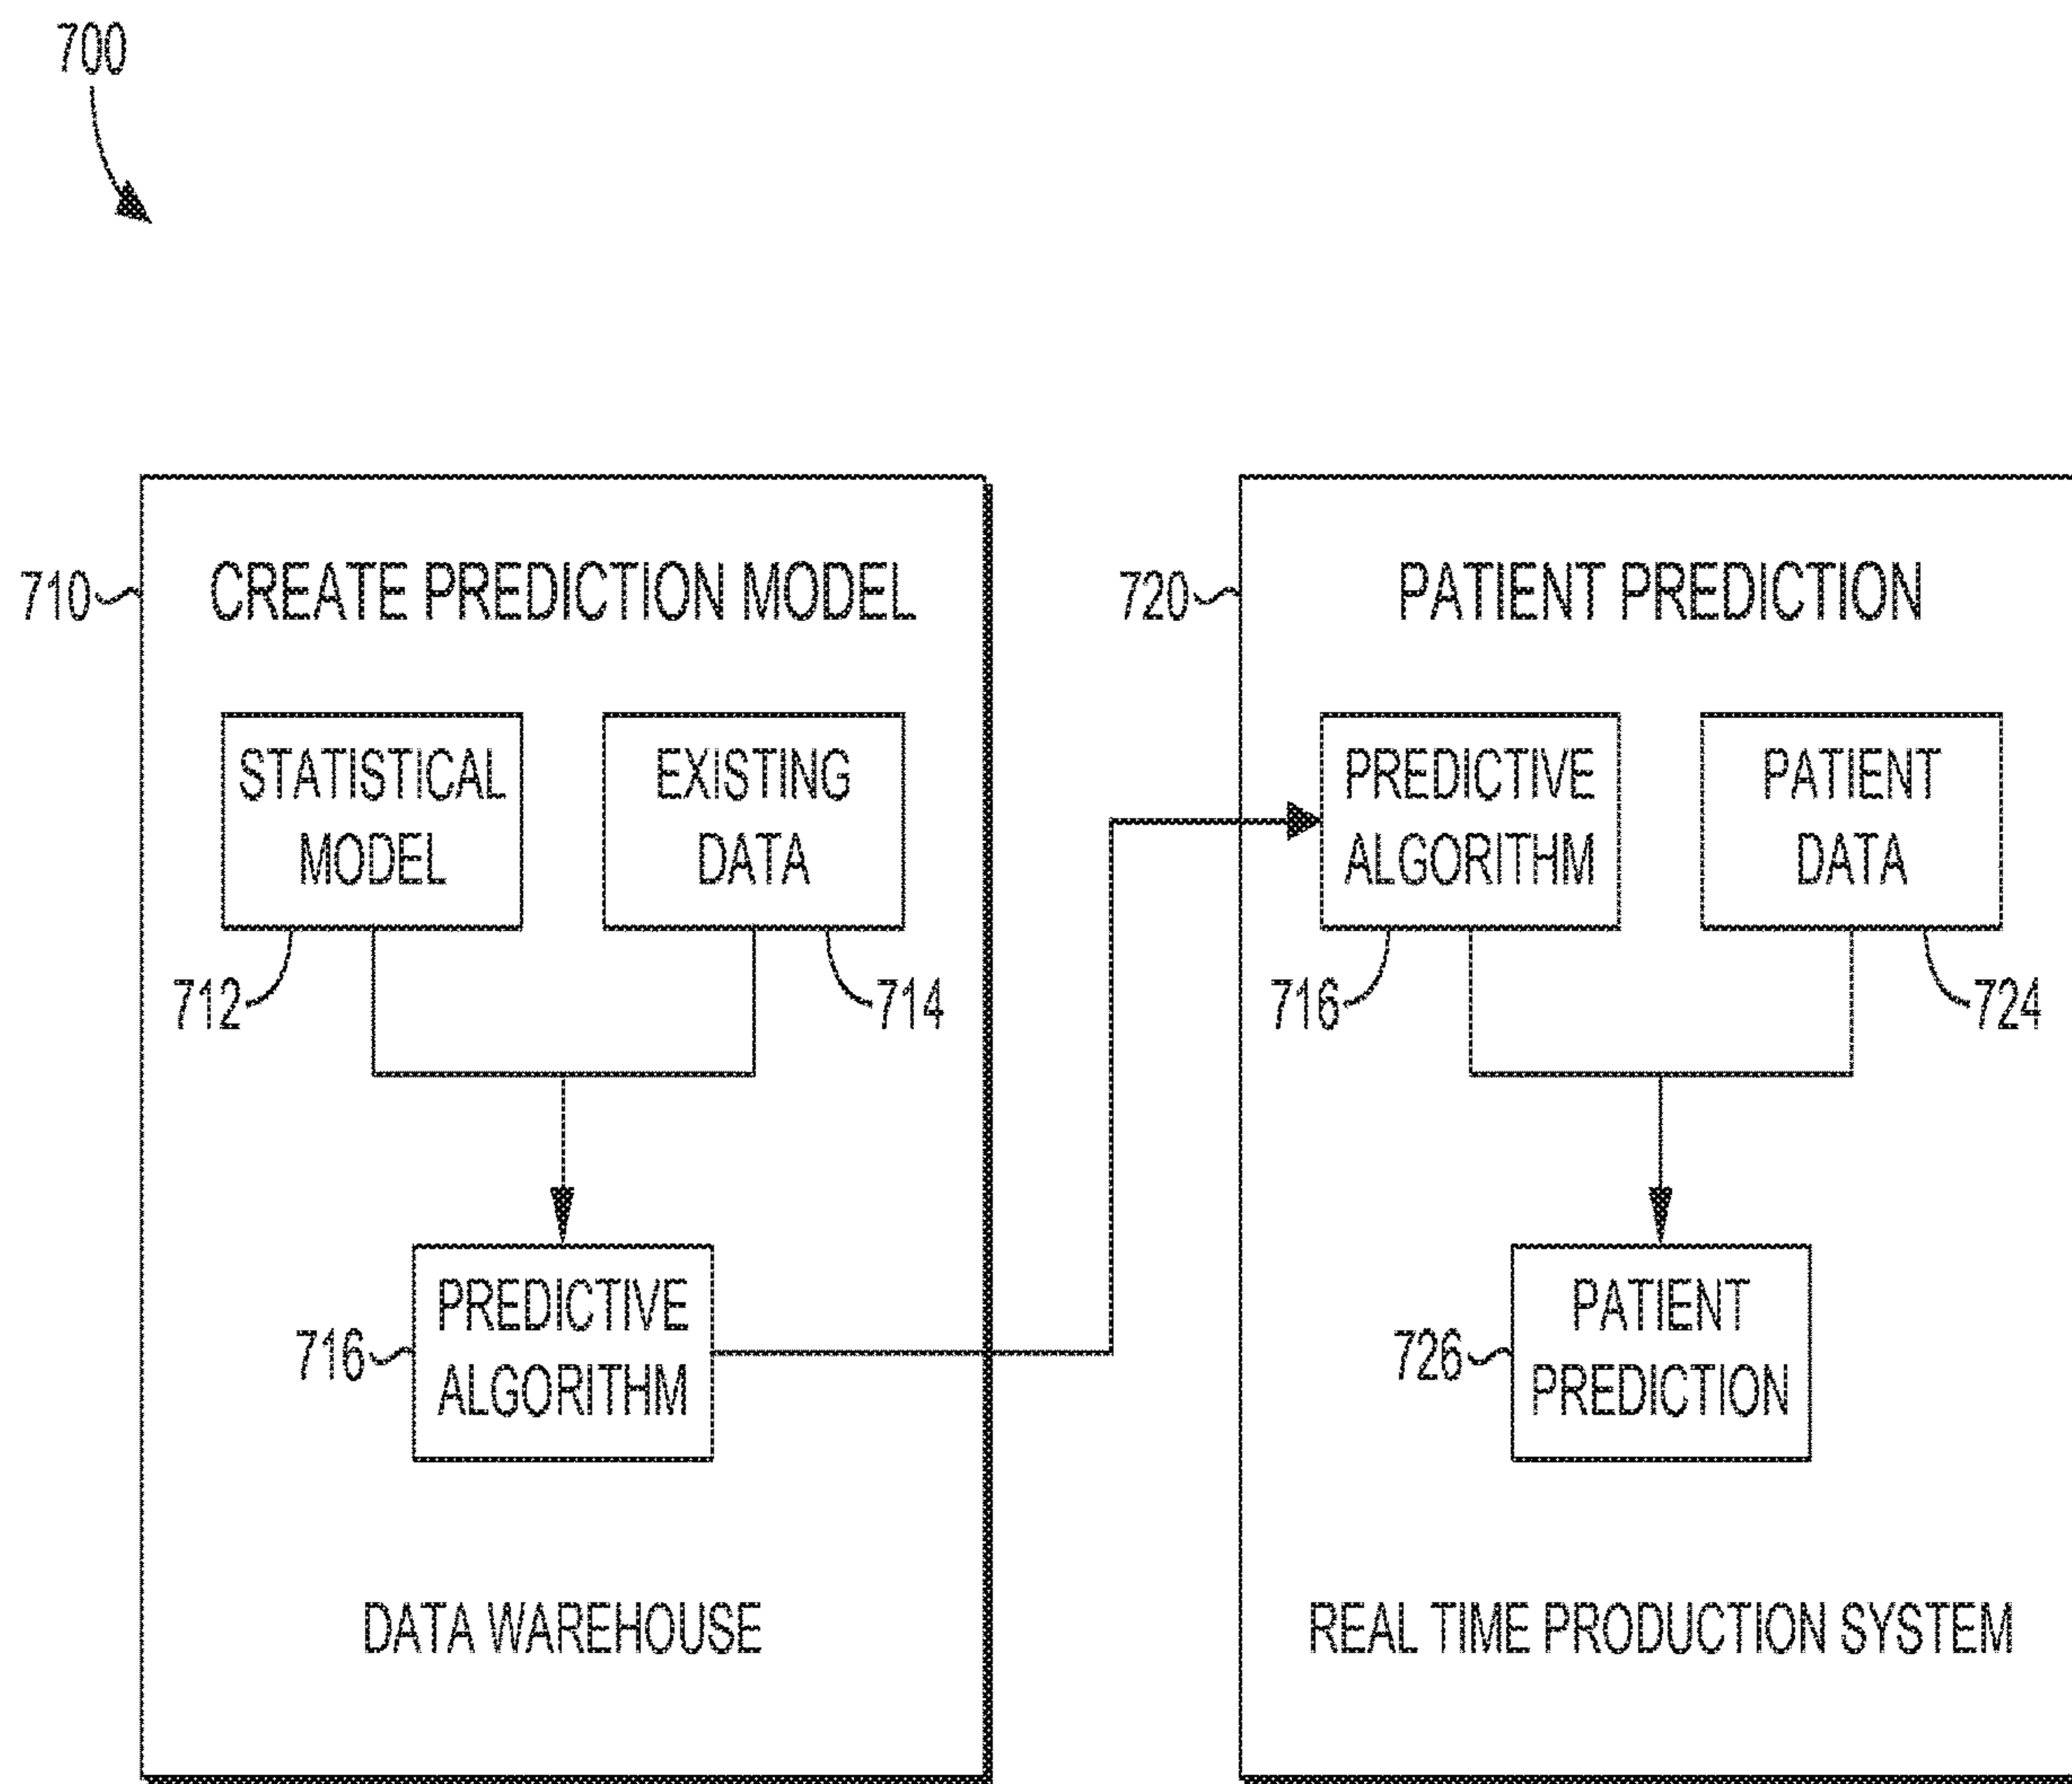 700
710
CREATE PREDICTION MODEL
STATISTICAL
MODEL
712
EXISTING
DATA
714
716
PREDICTIVE
ALGORITHM
DATA WAREHOUSE
720
PATIENT PREDICTION
PREDICTIVE
ALGORITHM
716
PATIENT
DATA
724
726
PATIENT
PREDICTION
REAL TIME PRODUCTION SYSTEM